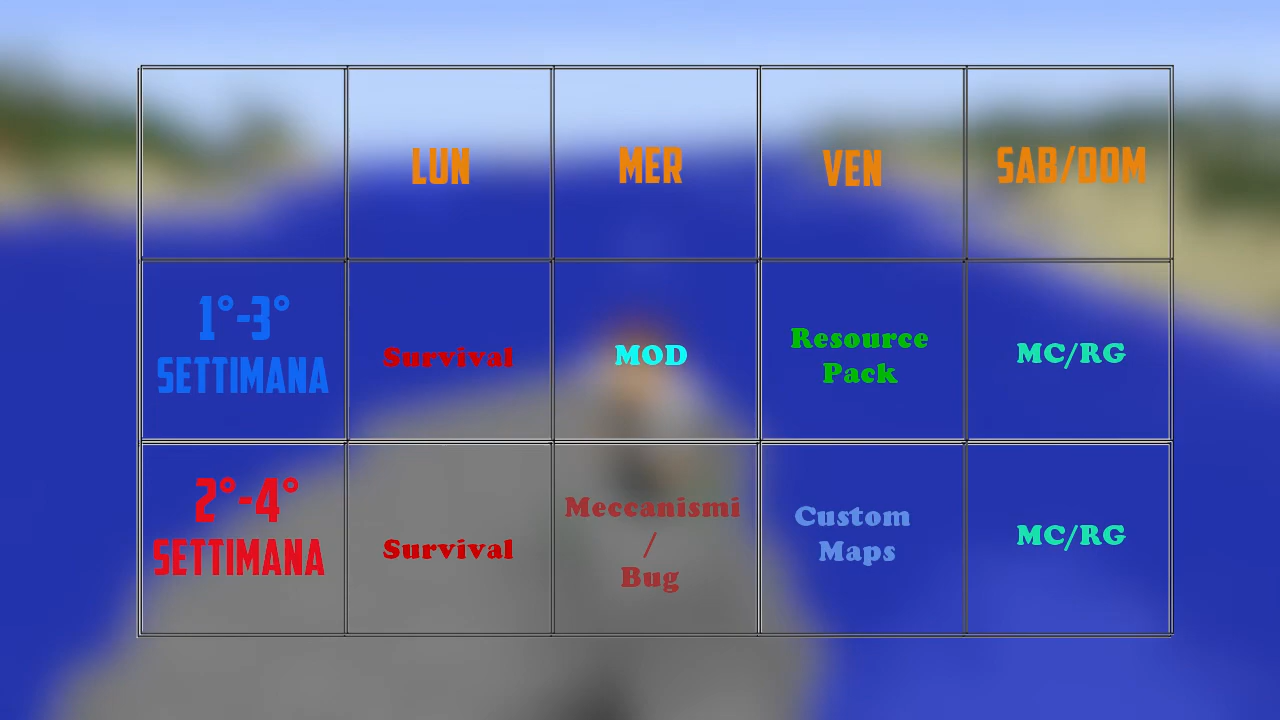 LUN MER VEN SAB/DOM
1°-3°
SETTIMANA
Survival MOD Resource
Pack MC/RG
2°-4°
SETTIMANA
Survival Meccanismi
/
Bug Custom
Maps MC/RG